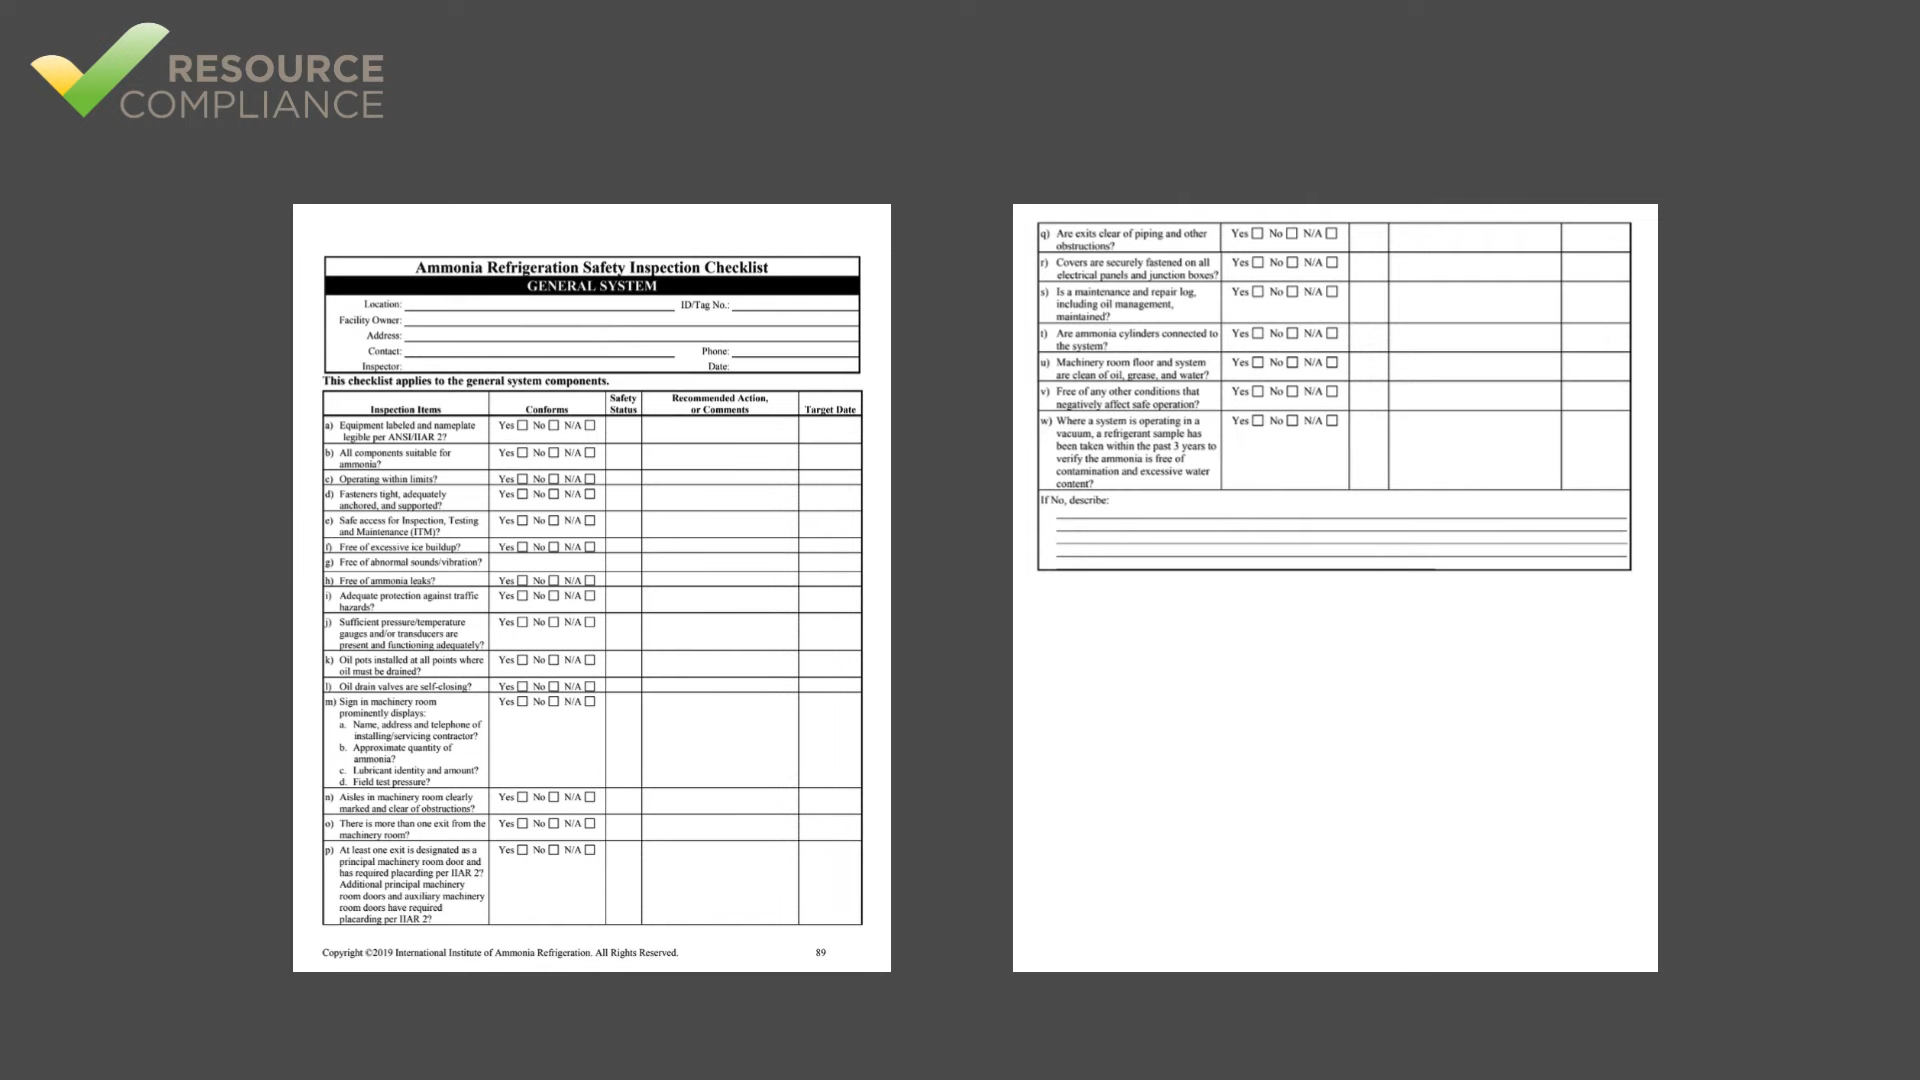 RESOURCE
COMPLIANCE
Ammonia Refrigeration Safety Inspection Checklist
GENERAL SYSTEM
Location: ID/Tag No.:
Facility Owner:
Address:
Contact: Phone:
Inspector: Date:
This checklist applies to the general system components.
Inspection Items Conforms Safety Status Recommended Action, or Comments Target Date
a) Equipment labeled and nameplate Yes ☐ No ☐ N/A ☐
legible per ANSI/IIAR 2?
b) All components suitable for Yes ☐ No ☐ N/A ☐
ammonia?
c) Operating within limits? Yes ☐ No ☐ N/A ☐
d) Fasteners tight, adequately Yes ☐ No ☐ N/A ☐
anchored, and supported?
e) Safe access for Inspection, Testing Yes ☐ No ☐ N/A ☐
and Maintenance (ITM)?
f) Free of excessive ice buildup? Yes ☐ No ☐ N/A ☐
g) Free of abnormal sounds/vibration?
h) Free of ammonia leaks? Yes ☐ No ☐ N/A ☐
i) Adequate protection against traffic Yes ☐ No ☐ N/A ☐
hazards?
j) Sufficient pressure/temperature Yes ☐ No ☐ N/A ☐
gauges and/or transducers are
present and functioning adequately?
k) Oil pots installed at all points where Yes ☐ No ☐ N/A ☐
oil must be drained?
l) Oil drain valves are self-closing? Yes ☐ No ☐ N/A ☐
m) Sign in machinery room Yes ☐ No ☐ N/A ☐
prominently displays:
a. Name, address and telephone of
installing/servicing contractor?
b. Approximate quantity of
ammonia?
c. Lubricant identity and amount?
d. Field test pressure?
n) Aisles in machinery room clearly Yes ☐ No ☐ N/A ☐
marked and clear of obstructions?
o) There is more than one exit from the Yes ☐ No ☐ N/A ☐
machinery room?
p) At least one exit is designated as a Yes ☐ No ☐ N/A ☐
principal machinery room door and
has required placarding per IIAR 2?
Additional principal machinery
room doors and auxiliary machinery
room doors have required
placarding per IIAR 2?
Copyright ©2019 International Institute of Ammonia Refrigeration. All Rights Reserved. 89
q) Are exits clear of piping and other Yes ☐ No ☐ N/A ☐
obstructions?
r) Covers are securely fastened on all Yes ☐ No ☐ N/A ☐
electrical panels and junction boxes?
s) Is a maintenance and repair log, Yes ☐ No ☐ N/A ☐
including oil management,
maintained?
t) Are ammonia cylinders connected to Yes ☐ No ☐ N/A ☐
the system?
u) Machinery room floor and system Yes ☐ No ☐ N/A ☐
are clean of oil, grease, and water?
v) Free of any other conditions that Yes ☐ No ☐ N/A ☐
negatively affect safe operation?
w) Where a system is operating in a Yes ☐ No ☐ N/A ☐
vacuum, a refrigerant sample has
been taken within the past 3 years to
verify the ammonia is free of
contamination and excessive water
content?
If No, describe: